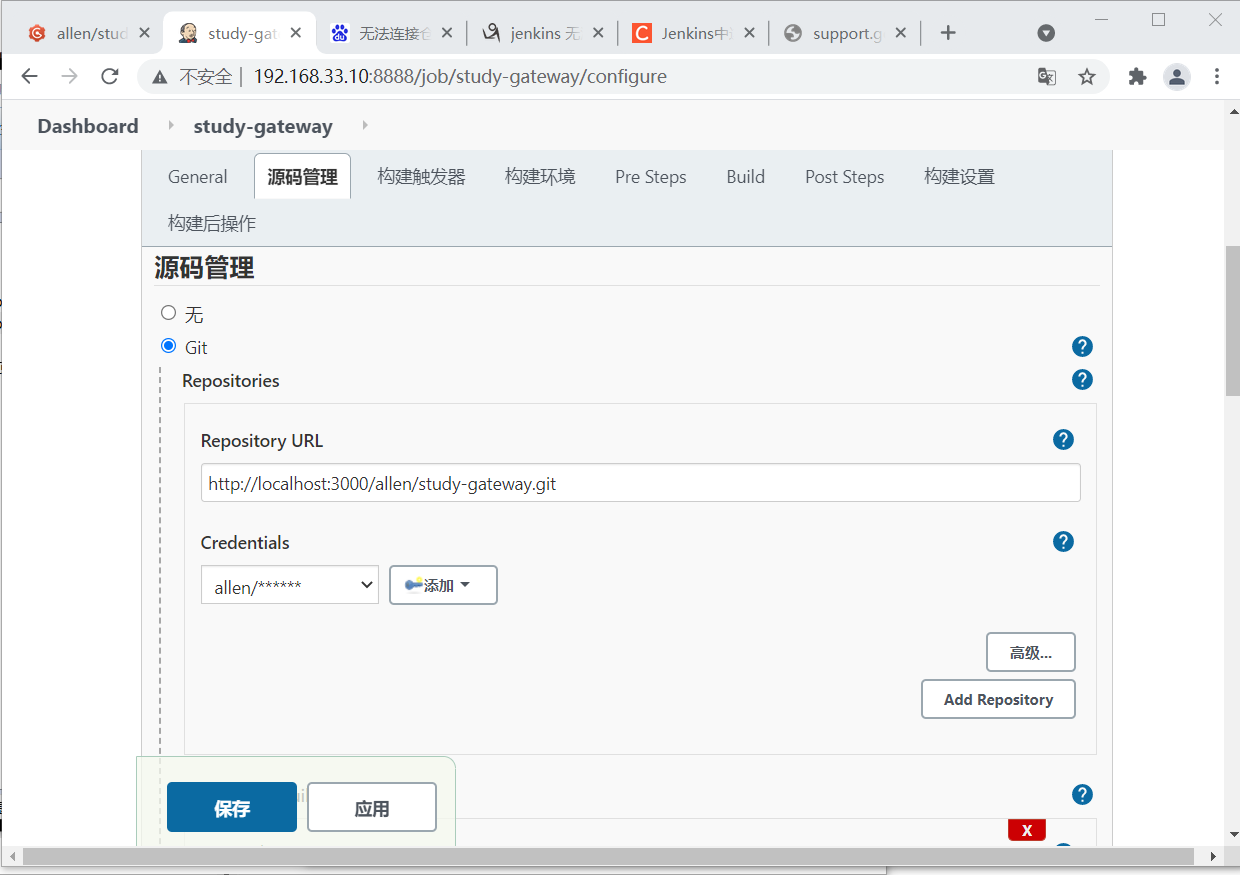 allen/stud
study-gat
无法连接仓
jenkins 无
Jenkins中
support.g
不安全 | 192.168.33.10:8888/job/study-gateway/configure
Dashboard study-gateway
General 源码管理 构建触发器 构建环境 Pre Steps Build Post Steps 构建设置
构建后操作
源码管理
无
Git
Repositories
Repository URL
http://localhost:3000/allen/study-gateway.git
Credentials
allen/****** 添加
高级...
Add Repository
保存 应用
X